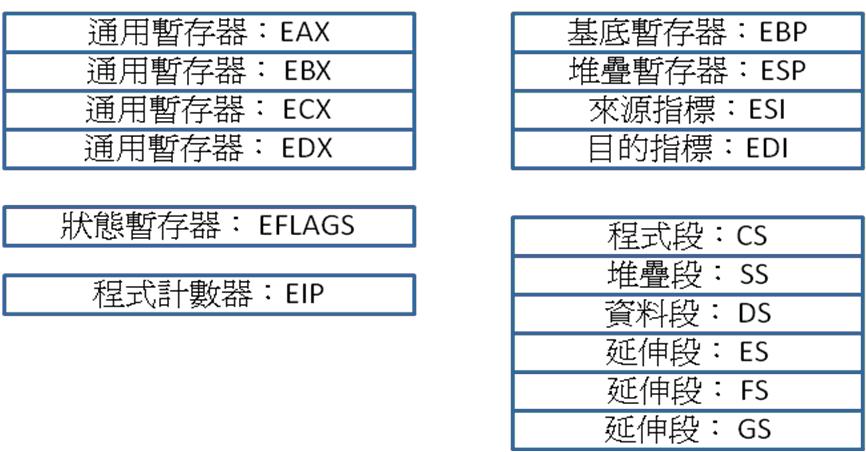 通用暫存器：EAX
通用暫存器： EBX
通用暫存器： ECX
通用暫存器： EDX
狀態暫存器： EFLAGS
程式計數器：EIP
基底暫存器：EBP
堆疊暫存器：ESP
來源指標：ESI
目的指標：EDI
程式段：CS
堆疊段： SS
資料段： DS
延伸段： ES
延伸段： FS
延伸段： GS